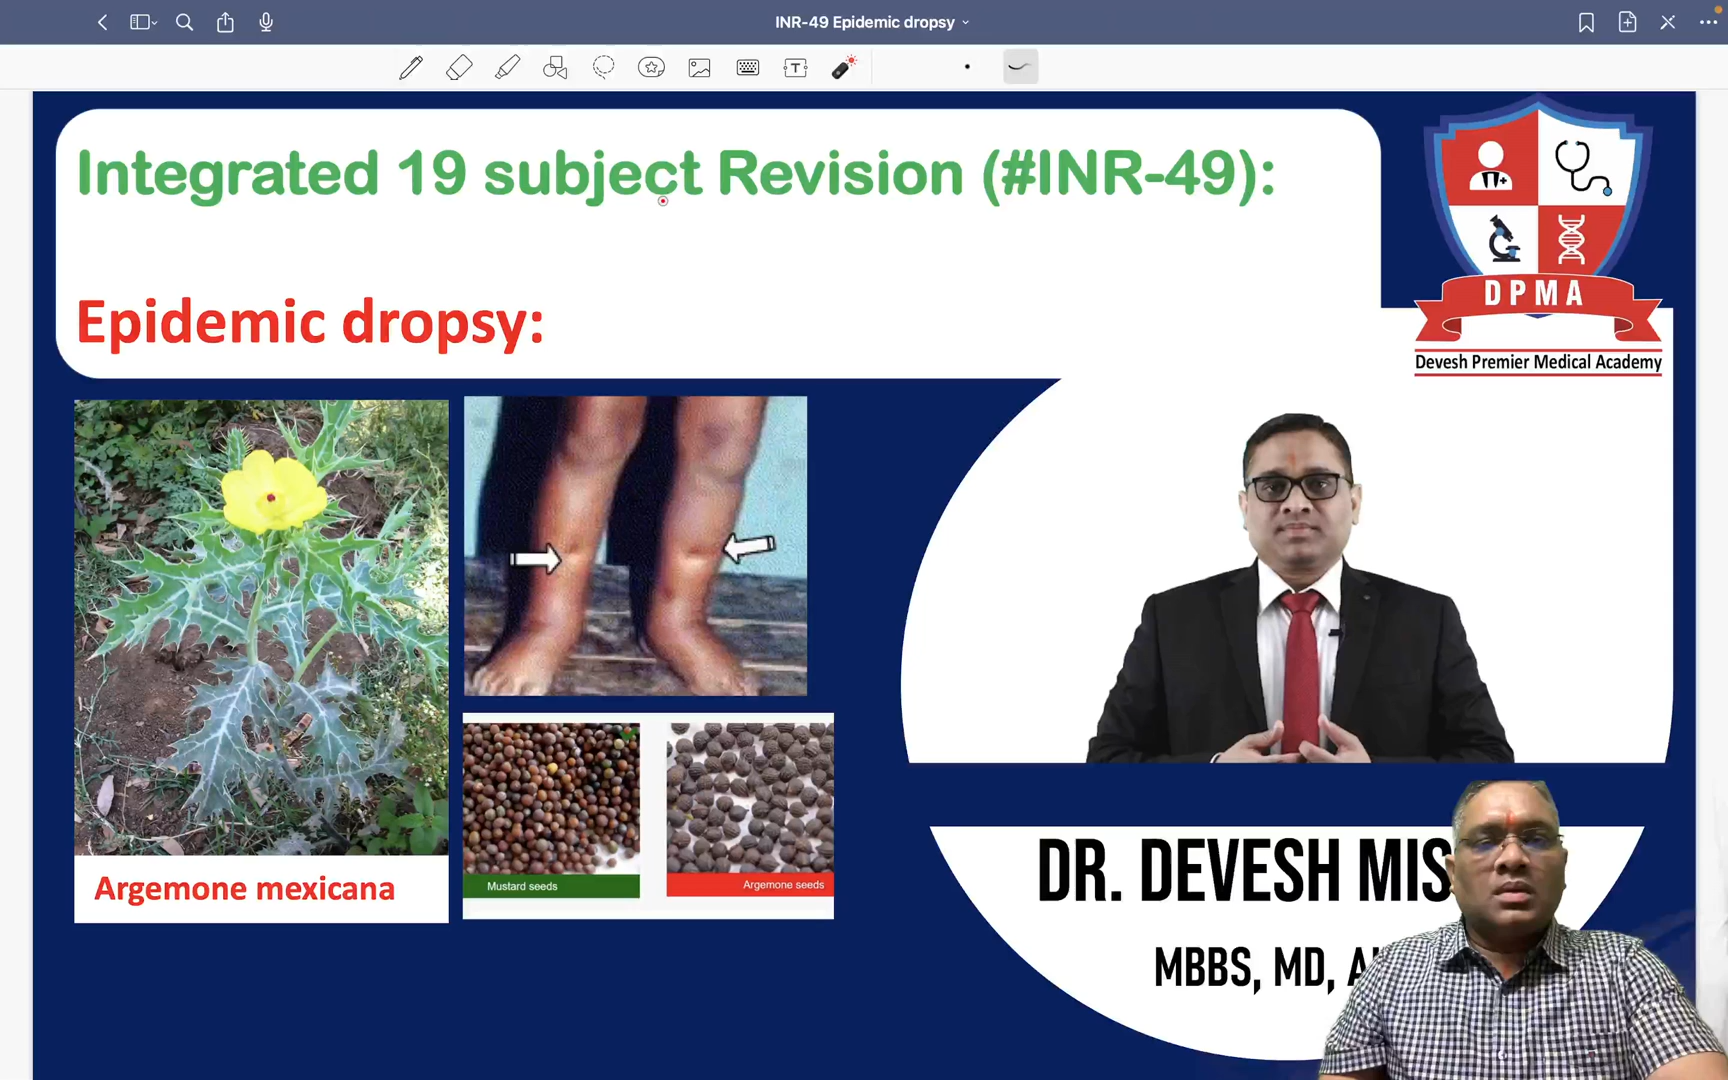 INR-49 Epidemic dropsy
Integrated 19 subject Revision (#INR-49):
Epidemic dropsy:
DPMA
Devesh Premier Medical Academy
Mustard seeds
Argemone seeds
Argemone mexicana
DR. DEVESH MIS
MBBS, MD,